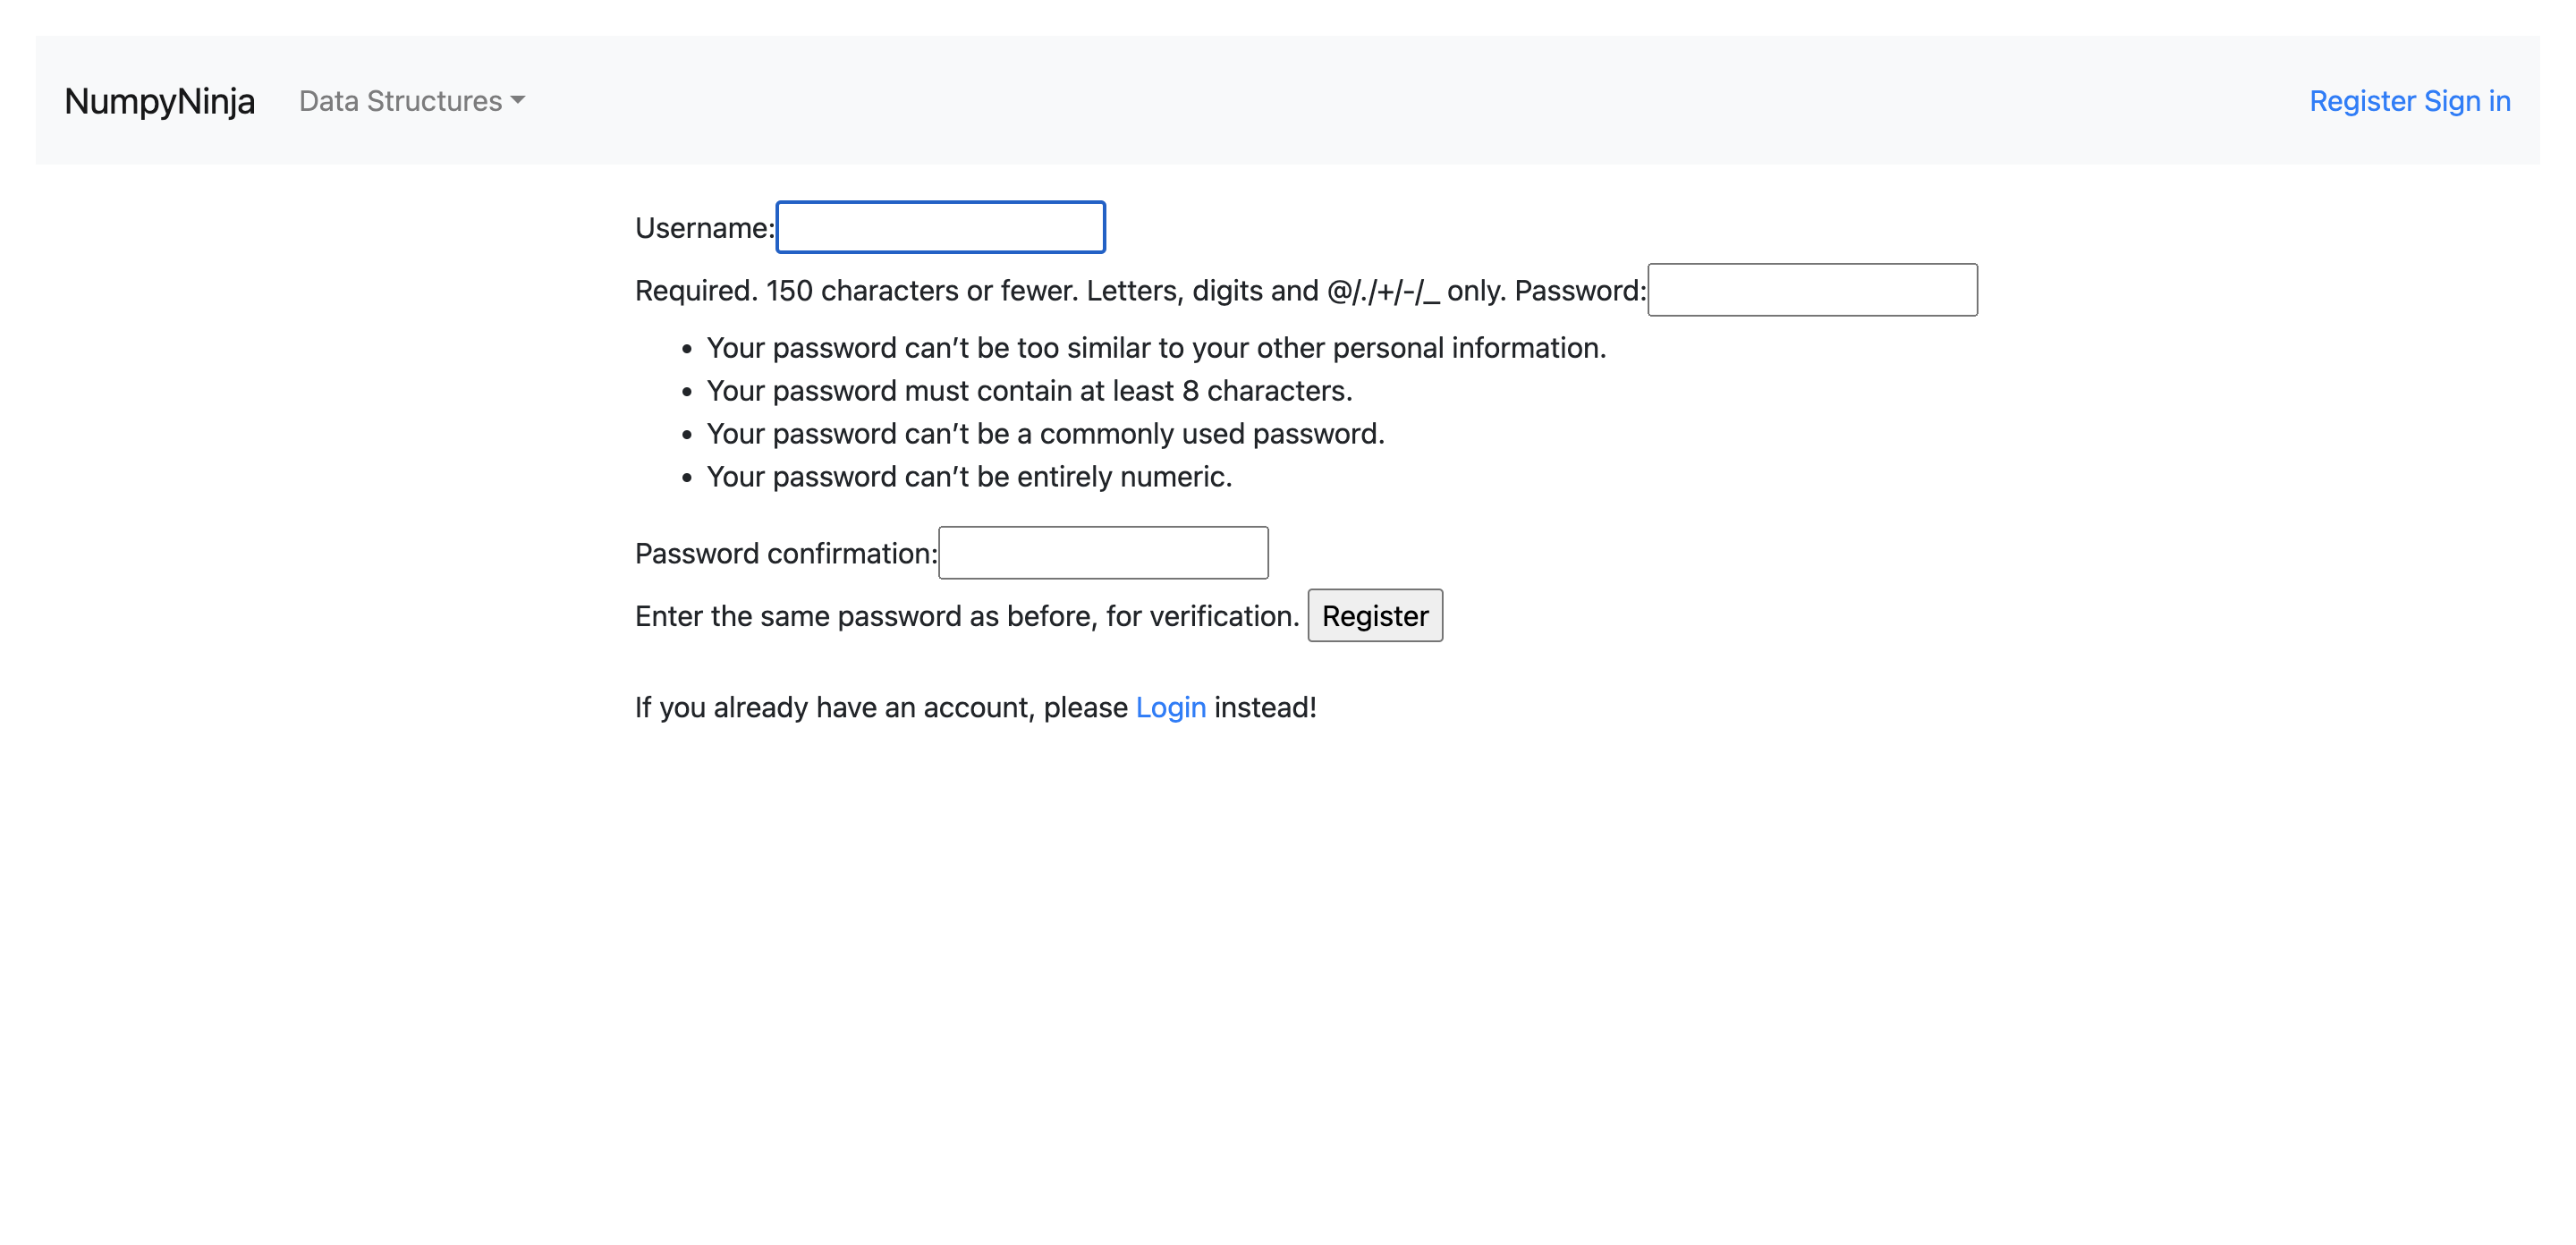 NumpyNinja Data Structures Register Sign in
Username:
Required. 150 characters or fewer. Letters, digits and @/./+/-/_ only. Password:
• Your password can’t be too similar to your other personal information.
• Your password must contain at least 8 characters.
• Your password can’t be a commonly used password.
• Your password can’t be entirely numeric.
Password confirmation:
Enter the same password as before, for verification. Register
If you already have an account, please Login instead!